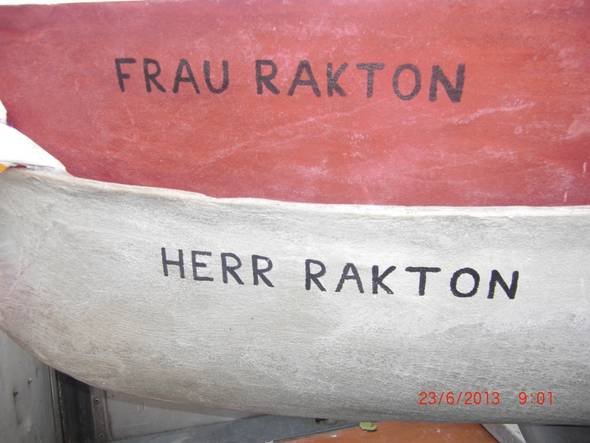 FRAU RAKTON
HERR RAKTON
23/6/2013 9:01